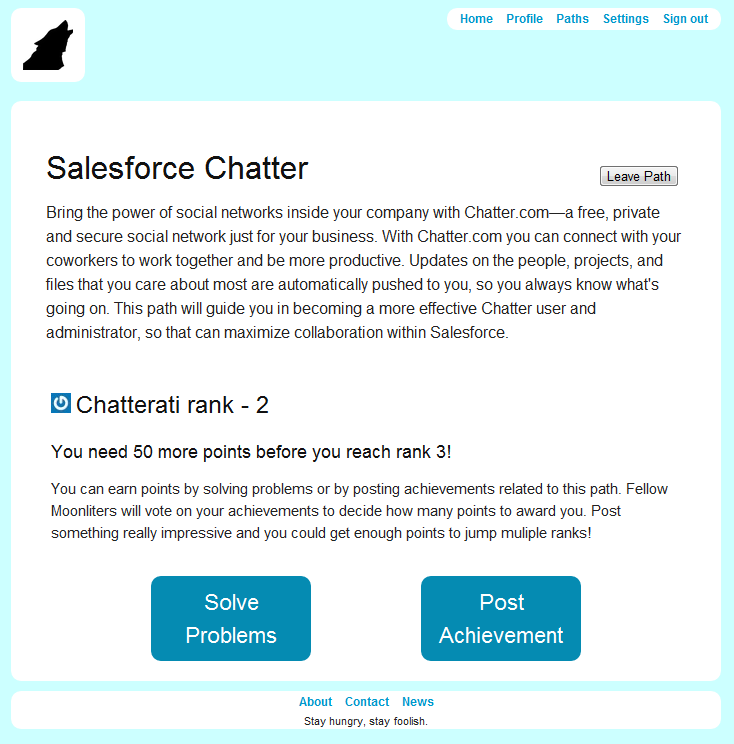 Home Profile Paths Settings Sign out
Salesforce Chatter
Leave Path
Bring the power of social networks inside your company with Chatter.com—a free, private
and secure social network just for your business. With Chatter.com you can connect with your
coworkers to work together and be more productive. Updates on the people, projects, and
files that you care about most are automatically pushed to you, so you always know what's
going on. This path will guide you in becoming a more effective Chatter user and
administrator, so that can maximize collaboration within Salesforce.
Chatterati rank - 2
You need 50 more points before you reach rank 3!
You can earn points by solving problems or by posting achievements related to this path. Fellow
Moonliters will vote on your achievements to decide how many points to award you. Post
something really impressive and you could get enough points to jump muliple ranks!
Solve
Problems
Post
Achievement
About Contact News
Stay hungry, stay foolish.